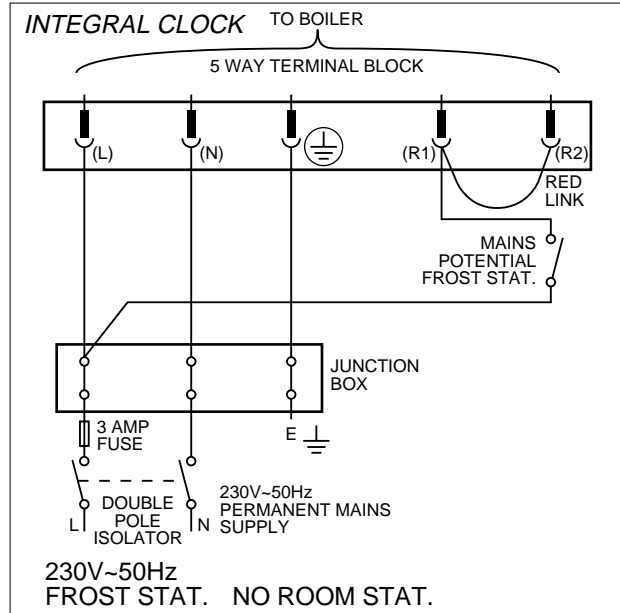 INTEGRAL CLOCK
TO BOILER
5 WAY TERMINAL BLOCK
(L)
(N)
(R1)
(R2)
RED
LINK
MAINS
POTENTIAL
FROST STAT.
JUNCTION
BOX
3 AMP
FUSE
E
DOUBLE
POLE
ISOLATOR
L
N
230V~50Hz
PERMANENT MAINS
SUPPLY
230V~50Hz
FROST STAT. NO ROOM STAT.